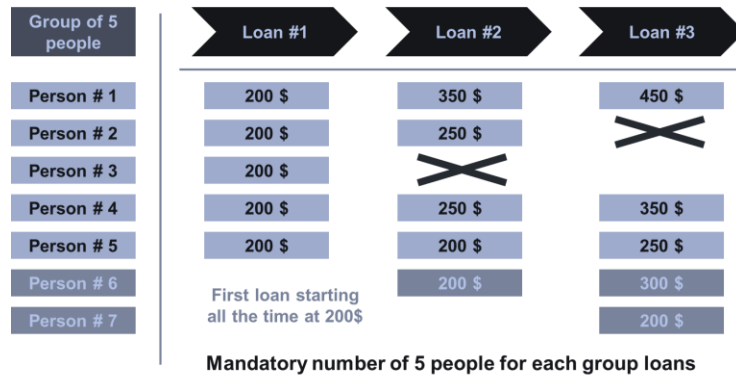 Group of 5
people
Loan #1
Loan #2
Loan #3
Person # 1
200 $
350 $
450 $
Person # 2
200 $
250 $
Person # 3
200 $
Person # 4
200 $
250 $
350 $
Person # 5
200 $
200 $
250 $
Person # 6
200 $
300 $
First loan starting
all the time at 200$
Person # 7
200 $
Mandatory number of 5 people for each group loans